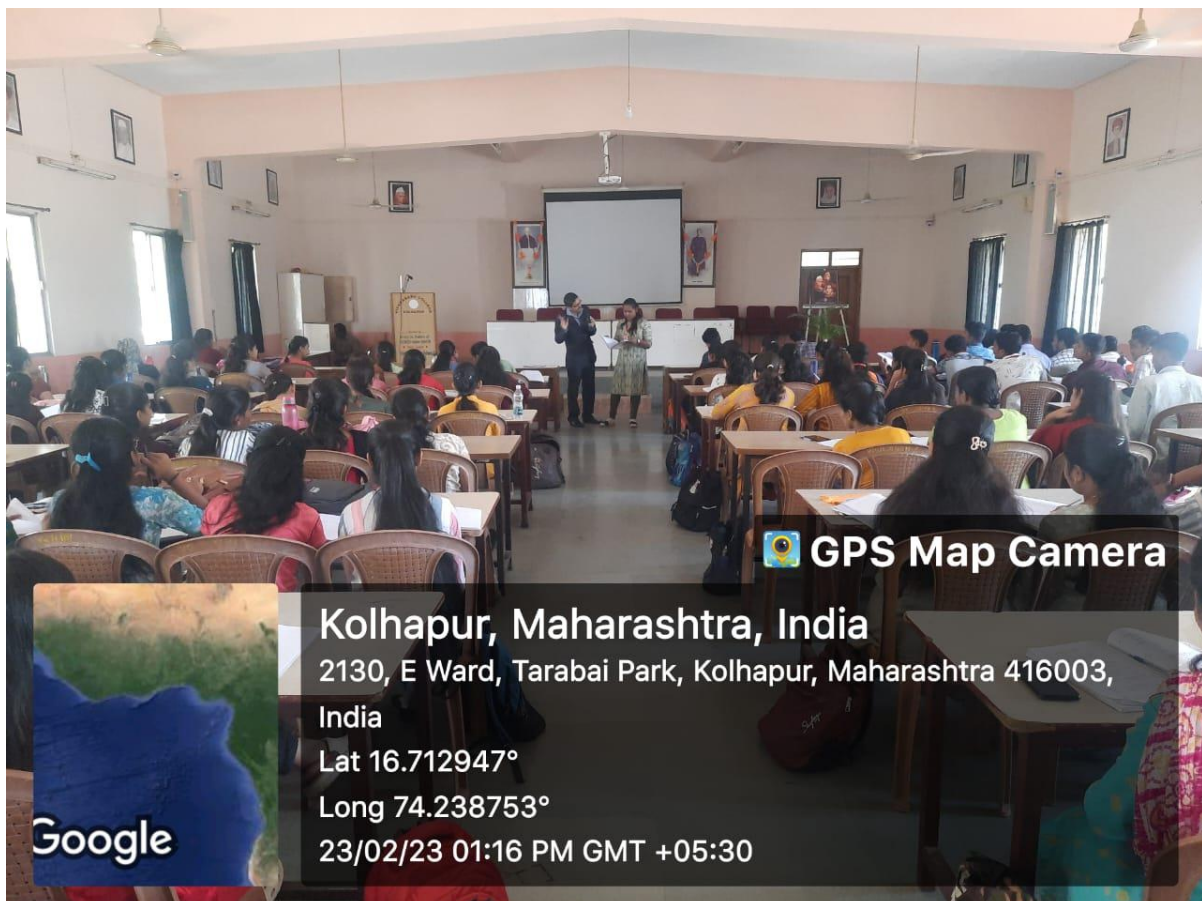 GPS Map Camera
Kolhapur, Maharashtra, India
2130, E Ward, Tarabai Park, Kolhapur, Maharashtra 416003,
India
Lat 16.712947°
Long 74.238753°
23/02/23 01:16 PM GMT +05:30
Google